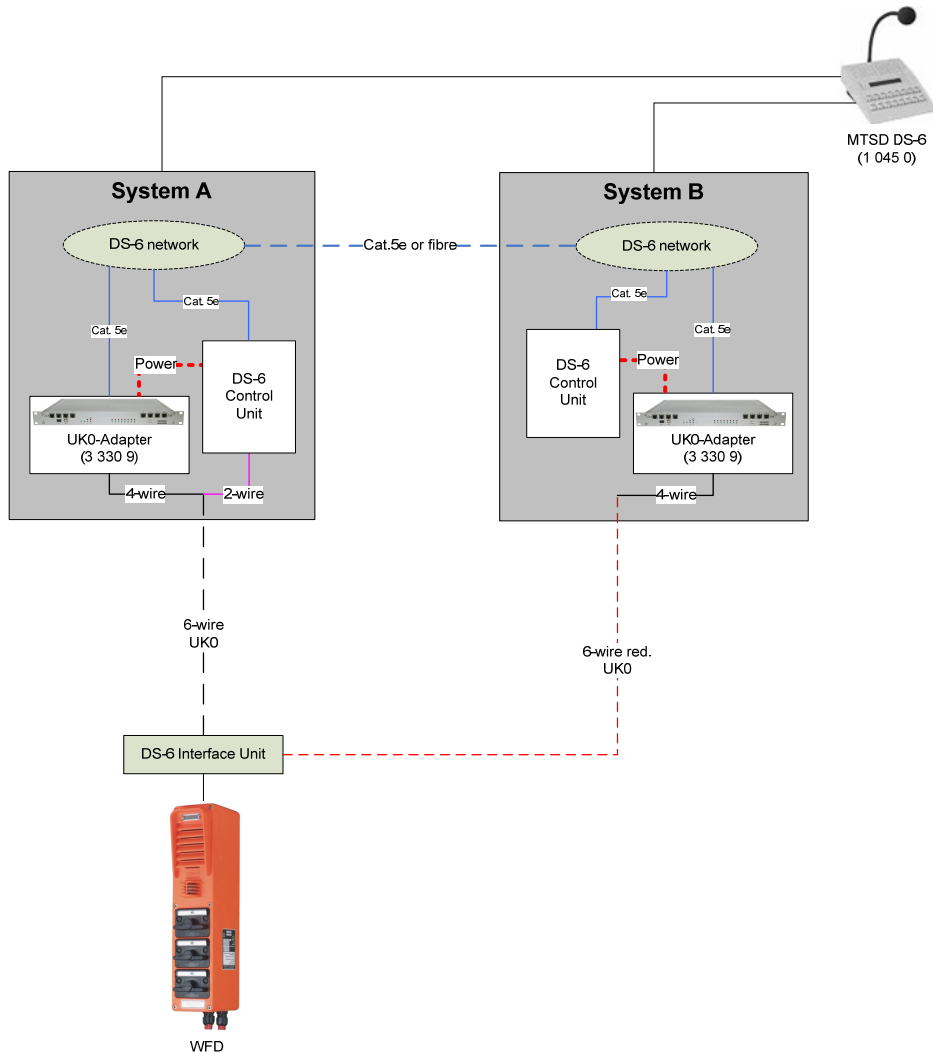 MTSD DS-6
(1 045 0)
System A
System B
DS-6 network
Cat.5e or fibre
DS-6 network
Cat. 5e
Cat. 5e
Cat. 5e
Cat. 5e
Power
DS-6
Control
Unit
DS-6
Control
Unit
Power
UK0-Adapter
(3 330 9)
UK0-Adapter
(3 330 9)
4-wire
2-wire
4-wire
6-wire
UK0
6-wire red.
UK0
DS-6 Interface Unit
WFD